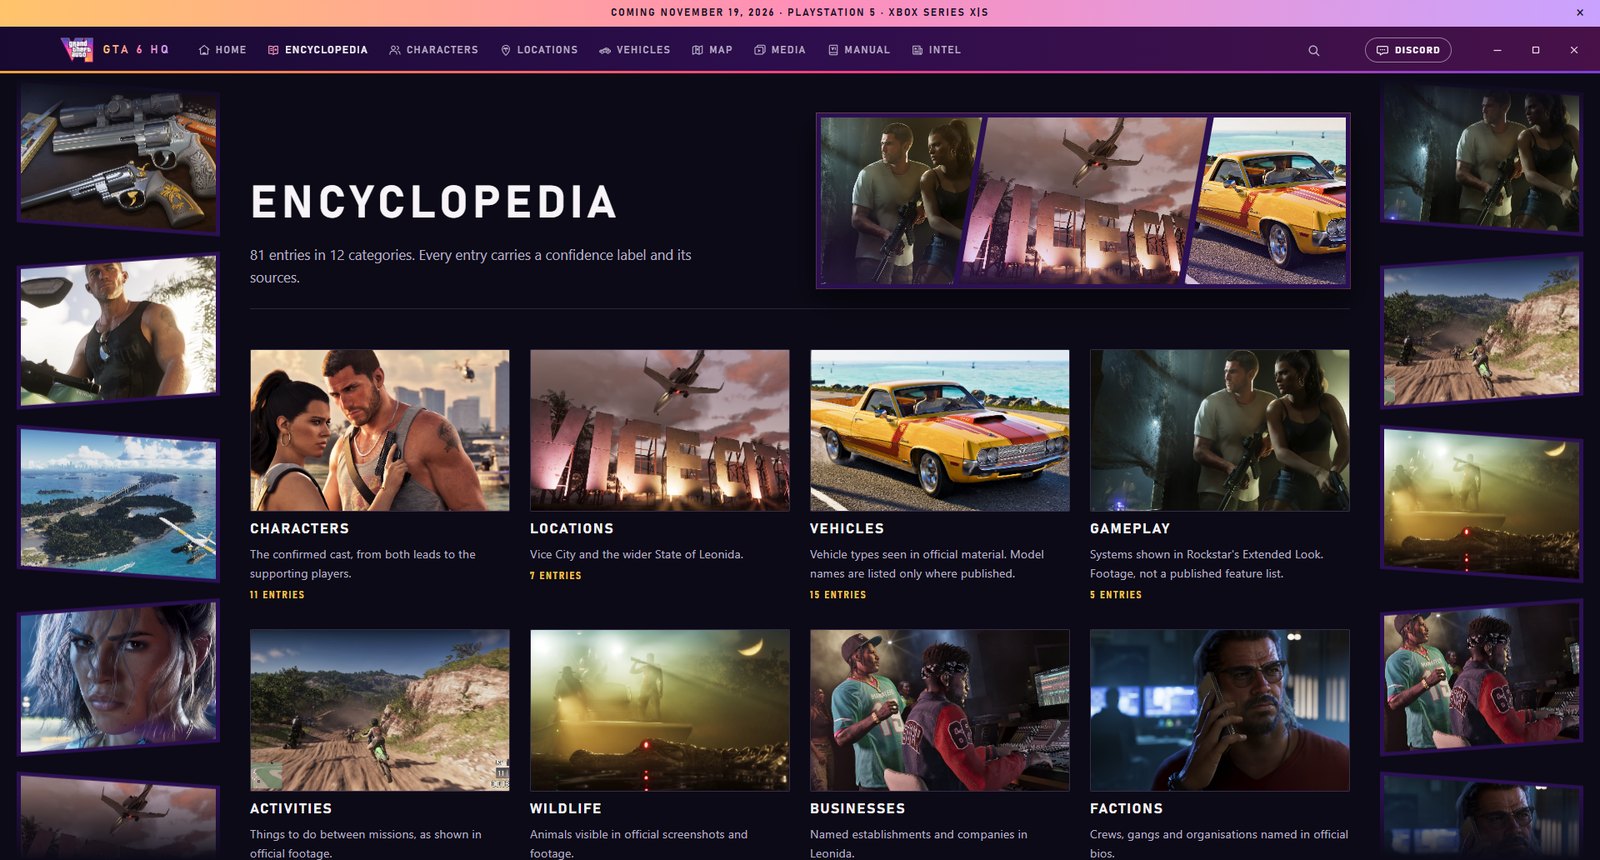 COMING NOVEMBER 19, 2026 · PLAYSTATION 5 · XBOX SERIES X|S
grand theft auto
VI
GTA 6 HQ
HOME
ENCYCLOPEDIA
CHARACTERS
LOCATIONS
VEHICLES
MAP
MEDIA
MANUAL
INTEL
DISCORD
ENCYCLOPEDIA
81 entries in 12 categories. Every entry carries a confidence label and its
sources.
CHARACTERS
The confirmed cast, from both leads to the
supporting players.
11 ENTRIES
LOCATIONS
Vice City and the wider State of Leonida.
7 ENTRIES
VEHICLES
Vehicle types seen in official material. Model
names are listed only where published.
15 ENTRIES
GAMEPLAY
Systems shown in Rockstar's Extended Look.
Footage, not a published feature list.
5 ENTRIES
ACTIVITIES
Things to do between missions, as shown in
official footage.
WILDLIFE
Animals visible in official screenshots and
footage.
BUSINESSES
Named establishments and companies in
Leonida.
FACTIONS
Crews, gangs and organisations named in official
bios.